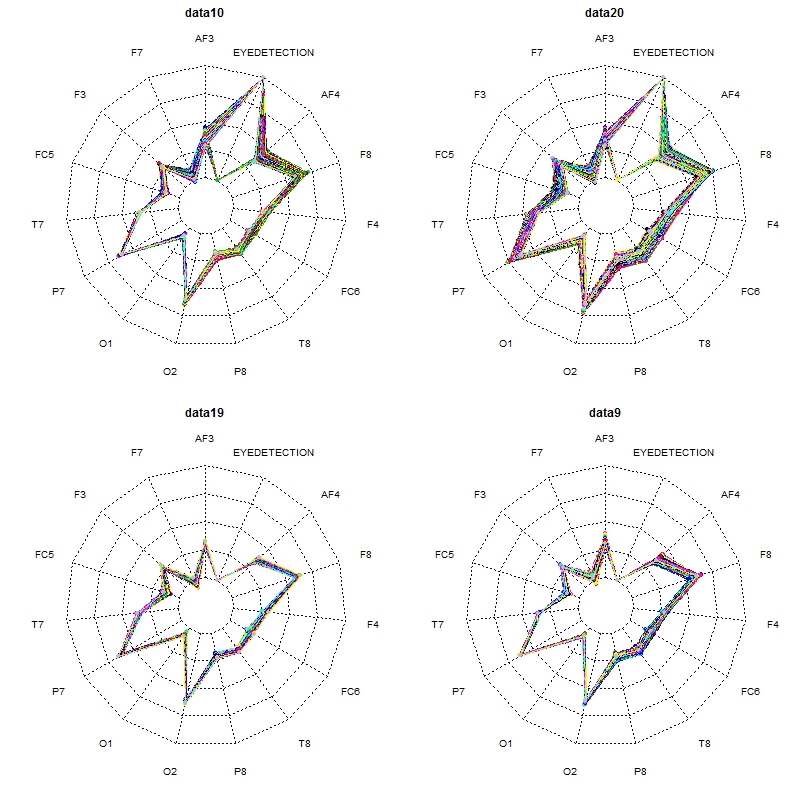 data10
AF3
EYEDETECTION
AF4
F8
F4
FC6
T8
P8
O2
O1
P7
T7
FC5
F3
F7
data20
AF3
EYEDETECTION
AF4
F8
F4
FC6
T8
P8
O2
O1
P7
T7
FC5
F3
F7
data19
AF3
EYEDETECTION
AF4
F8
F4
FC6
T8
P8
O2
O1
P7
T7
FC5
F3
F7
data9
AF3
EYEDETECTION
AF4
F8
F4
FC6
T8
P8
O2
O1
P7
T7
FC5
F3
F7